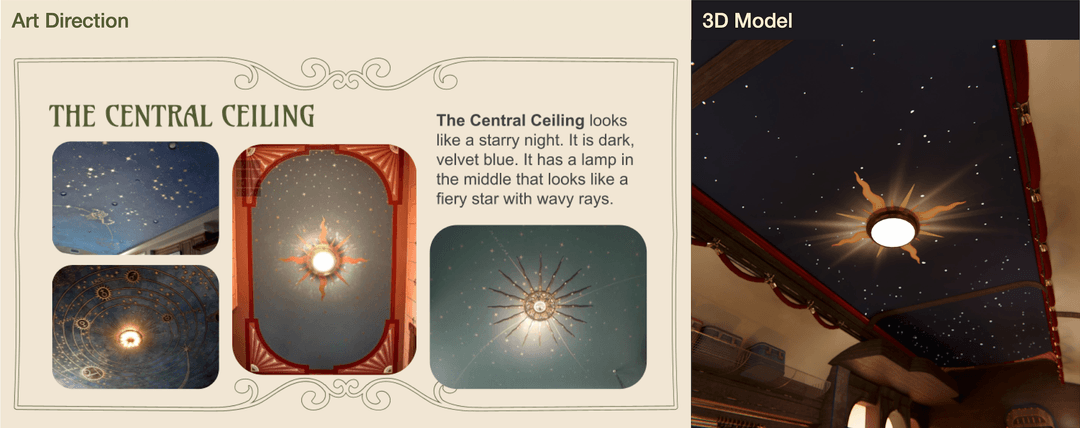 Art Direction
3D Model
THE CENTRAL CEILING
The Central Ceiling looks
like a starry night. It is dark,
velvet blue. It has a lamp in
the middle that looks like a
fiery star with wavy rays.